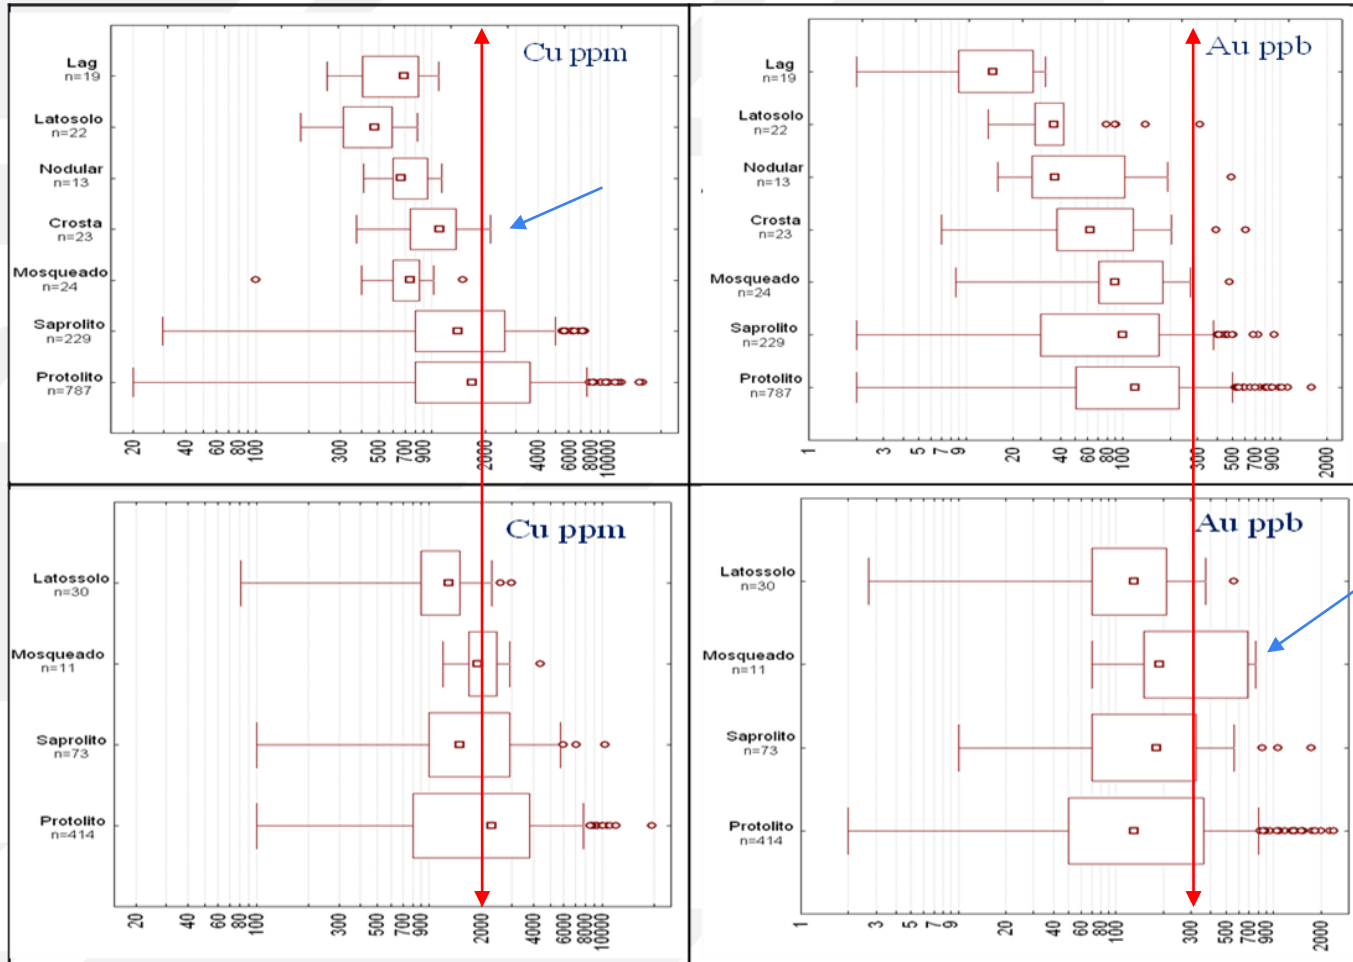 Cu ppm
Lag
n=19
Latosolo
n=22
Nodular
n=13
Crosta
n=23
Mosqueado
n=24
Saprolito
n=229
Protolito
n=787
20 40 60 80 100 300 500 700 900 2000 4000 6000 8000 10000
Au ppb
Lag
n=19
Latosolo
n=22
Nodular
n=13
Crosta
n=23
Mosqueado
n=24
Saprolito
n=229
Protolito
n=787
1 3 5 7 9 20 40 60 80 100 300 500 700 900 2000
Cu ppm
Latossolo
n=30
Mosqueado
n=11
Saprolito
n=73
Protolito
n=414
20 40 60 80 100 300 500 700 900 2000 4000 6000 8000 10000
Au ppb
Latossolo
n=30
Mosqueado
n=11
Saprolito
n=73
Protolito
n=414
1 3 5 7 9 20 40 60 80 100 300 500 700 900 2000